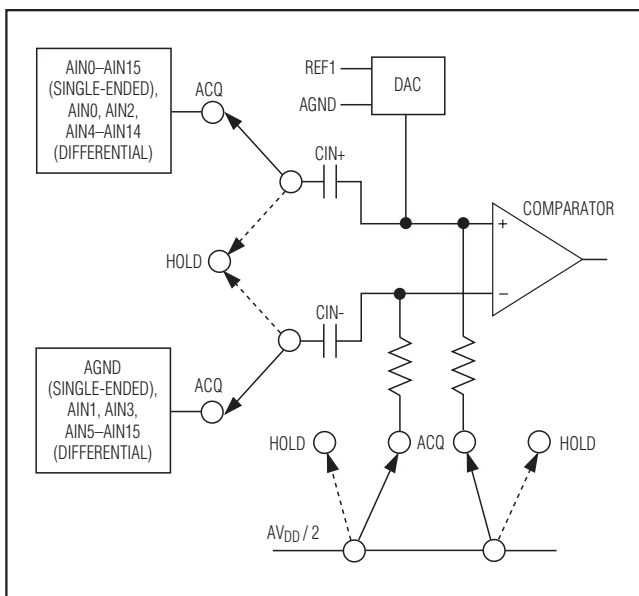 AIN0–AIN15
(SINGLE-ENDED),
AIN0, AIN2,
AIN4–AIN14
(DIFFERENTIAL)
ACQ
REF1
AGND
DAC
CIN+
COMPARATOR
+
−
HOLD
CIN-
AGND
(SINGLE-ENDED),
AIN1, AIN3,
AIN5–AIN15
(DIFFERENTIAL)
ACQ
HOLD
ACQ
HOLD
AVDD / 2